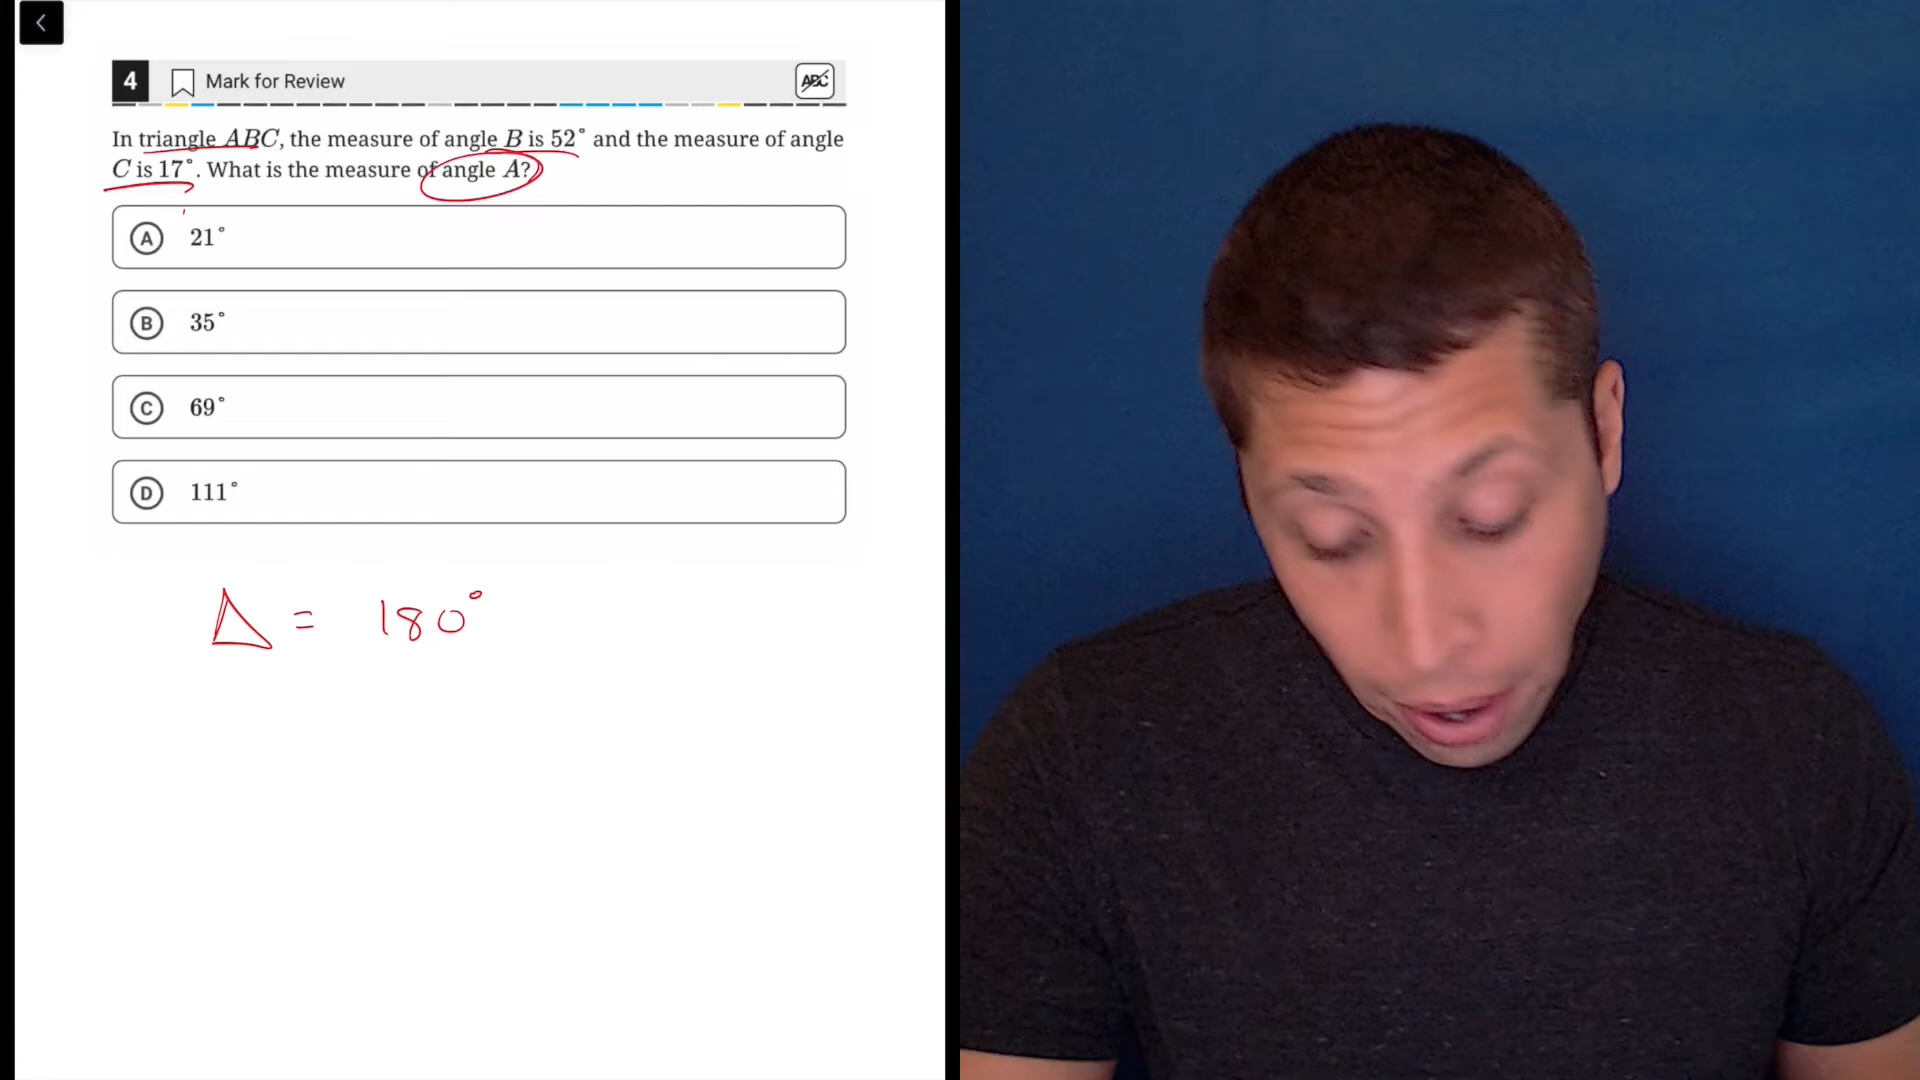 4 Mark for Review ABC
In triangle ABC, the measure of angle B is 52° and the measure of angle
C is 17°. What is the measure of angle A?
A 21°
B 35°
C 69°
D 111°
△ = 180°